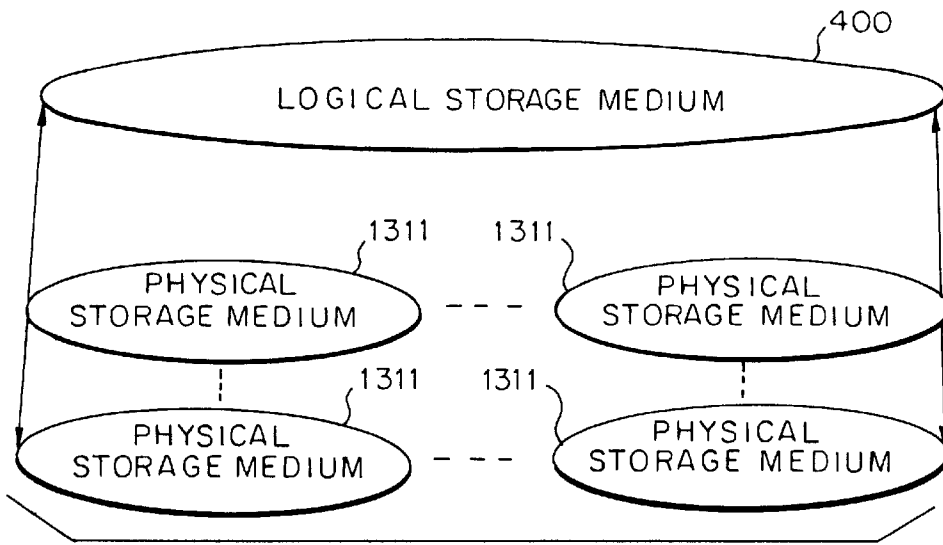 400
LOGICAL STORAGE MEDIUM
1311
1311
PHYSICAL
STORAGE MEDIUM
PHYSICAL
STORAGE MEDIUM
1311
1311
PHYSICAL
STORAGE MEDIUM
PHYSICAL
STORAGE MEDIUM